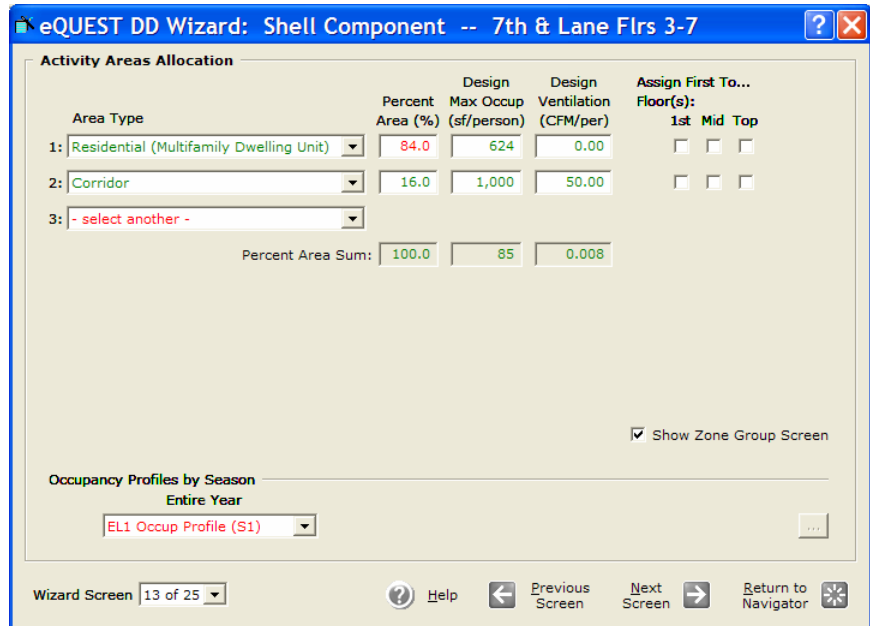 eQUEST DD Wizard: Shell Component -- 7th & Lane Flrs 3-7 ?
Activity Areas Allocation
Design Design Assign First To...
Percent Max Occup Ventilation Floor(s):
Area Type Area (%) (sf/person) (CFM/per) 1st Mid Top
1: Residential (Multifamily Dwelling Unit) 84.0 624 0.00
2: Corridor 16.0 1,000 50.00
3: - select another -
Percent Area Sum: 100.0 85 0.008
Show Zone Group Screen
Occupancy Profiles by Season
Entire Year
EL1 Occup Profile (S1) ...
Wizard Screen 13 of 25 ? Help Previous Screen Next Screen Return to Navigator